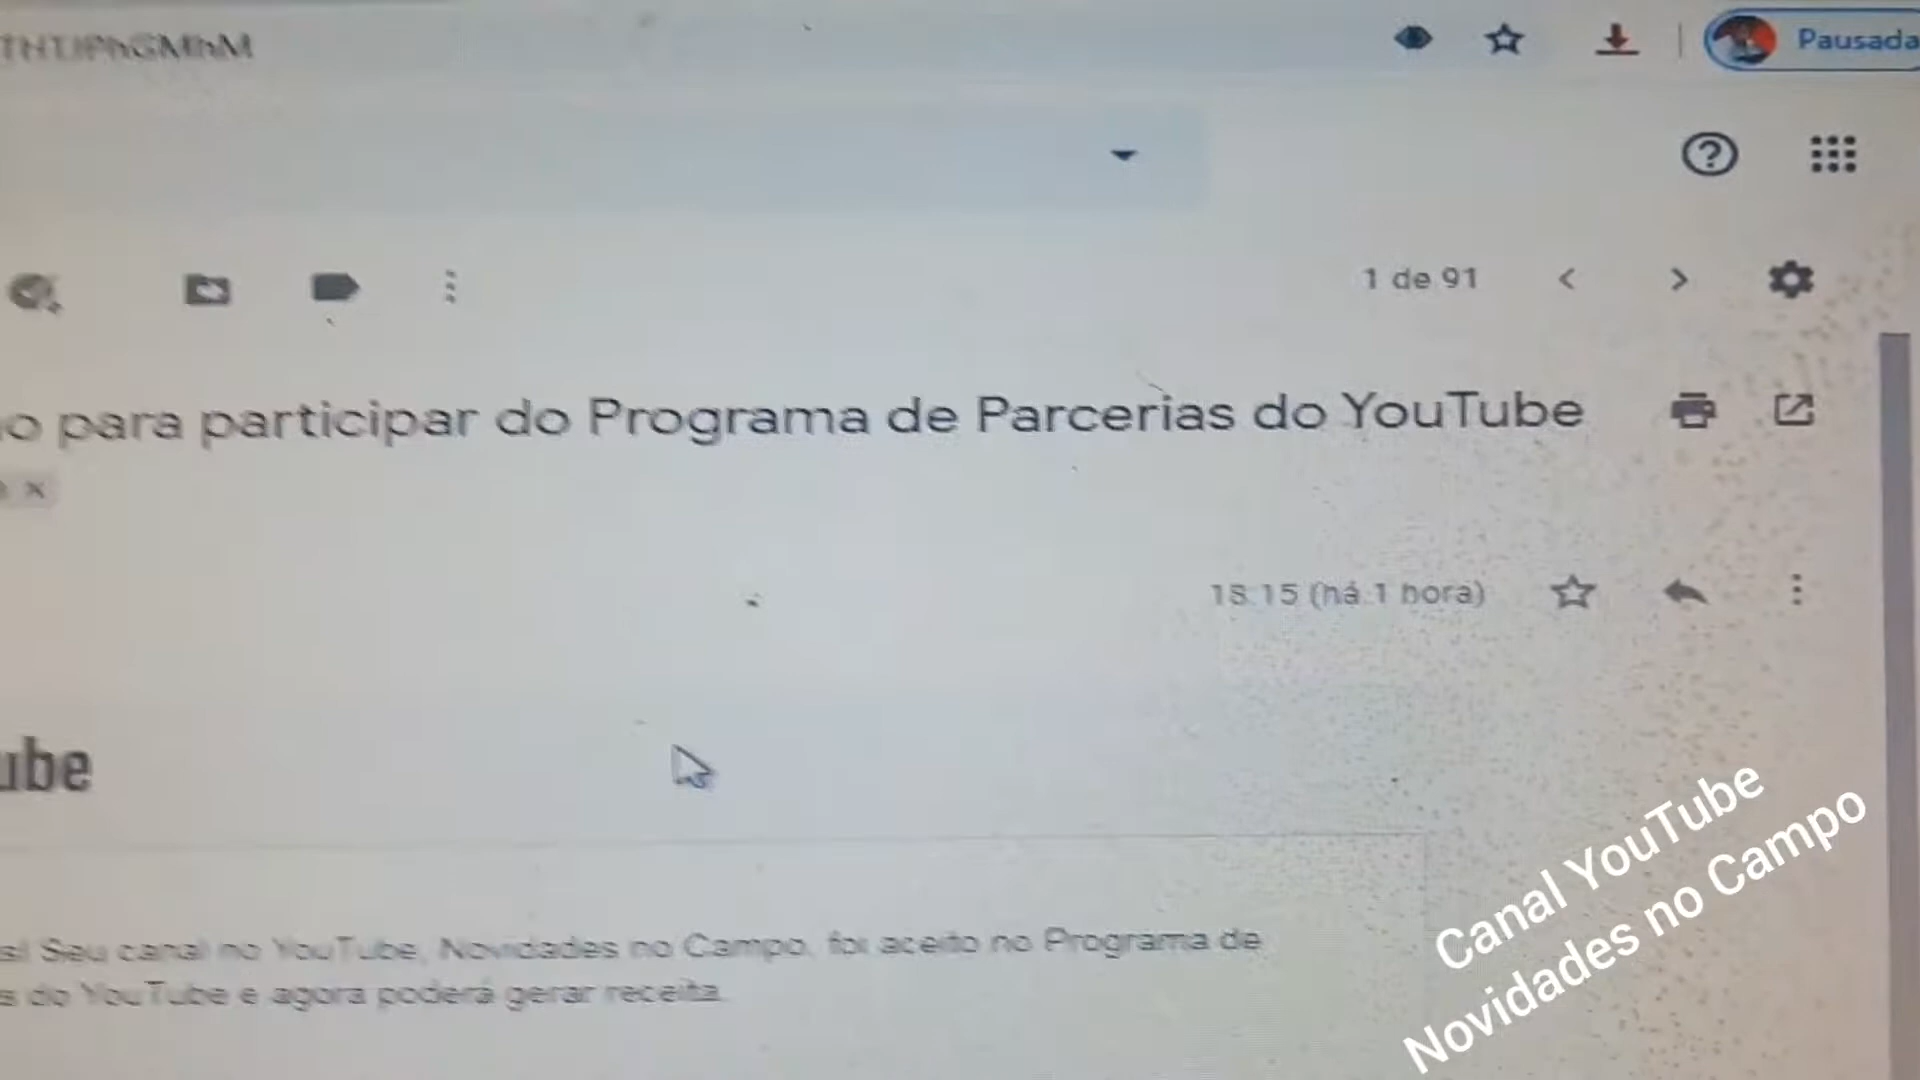 Pausada
1 de 91
o para participar do Programa de Parcerias do YouTube
18:15 (há 1 hora)
ube
s! Seu canal no YouTube, Novidades no Campo, foi aceito no Programa de
s do YouTube e agora poderá gerar receita.
Canal YouTube
Novidades no Campo